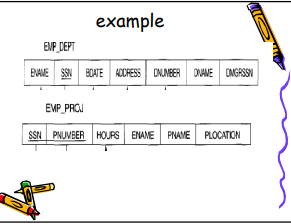 example
EMP_DEPT
ENAME SSN BDATE ADDRESS DNUMBER DNAME DMGRSSN
EMP_PROJ
SSN PNUMBER HOURS ENAME PNAME PLOCATION